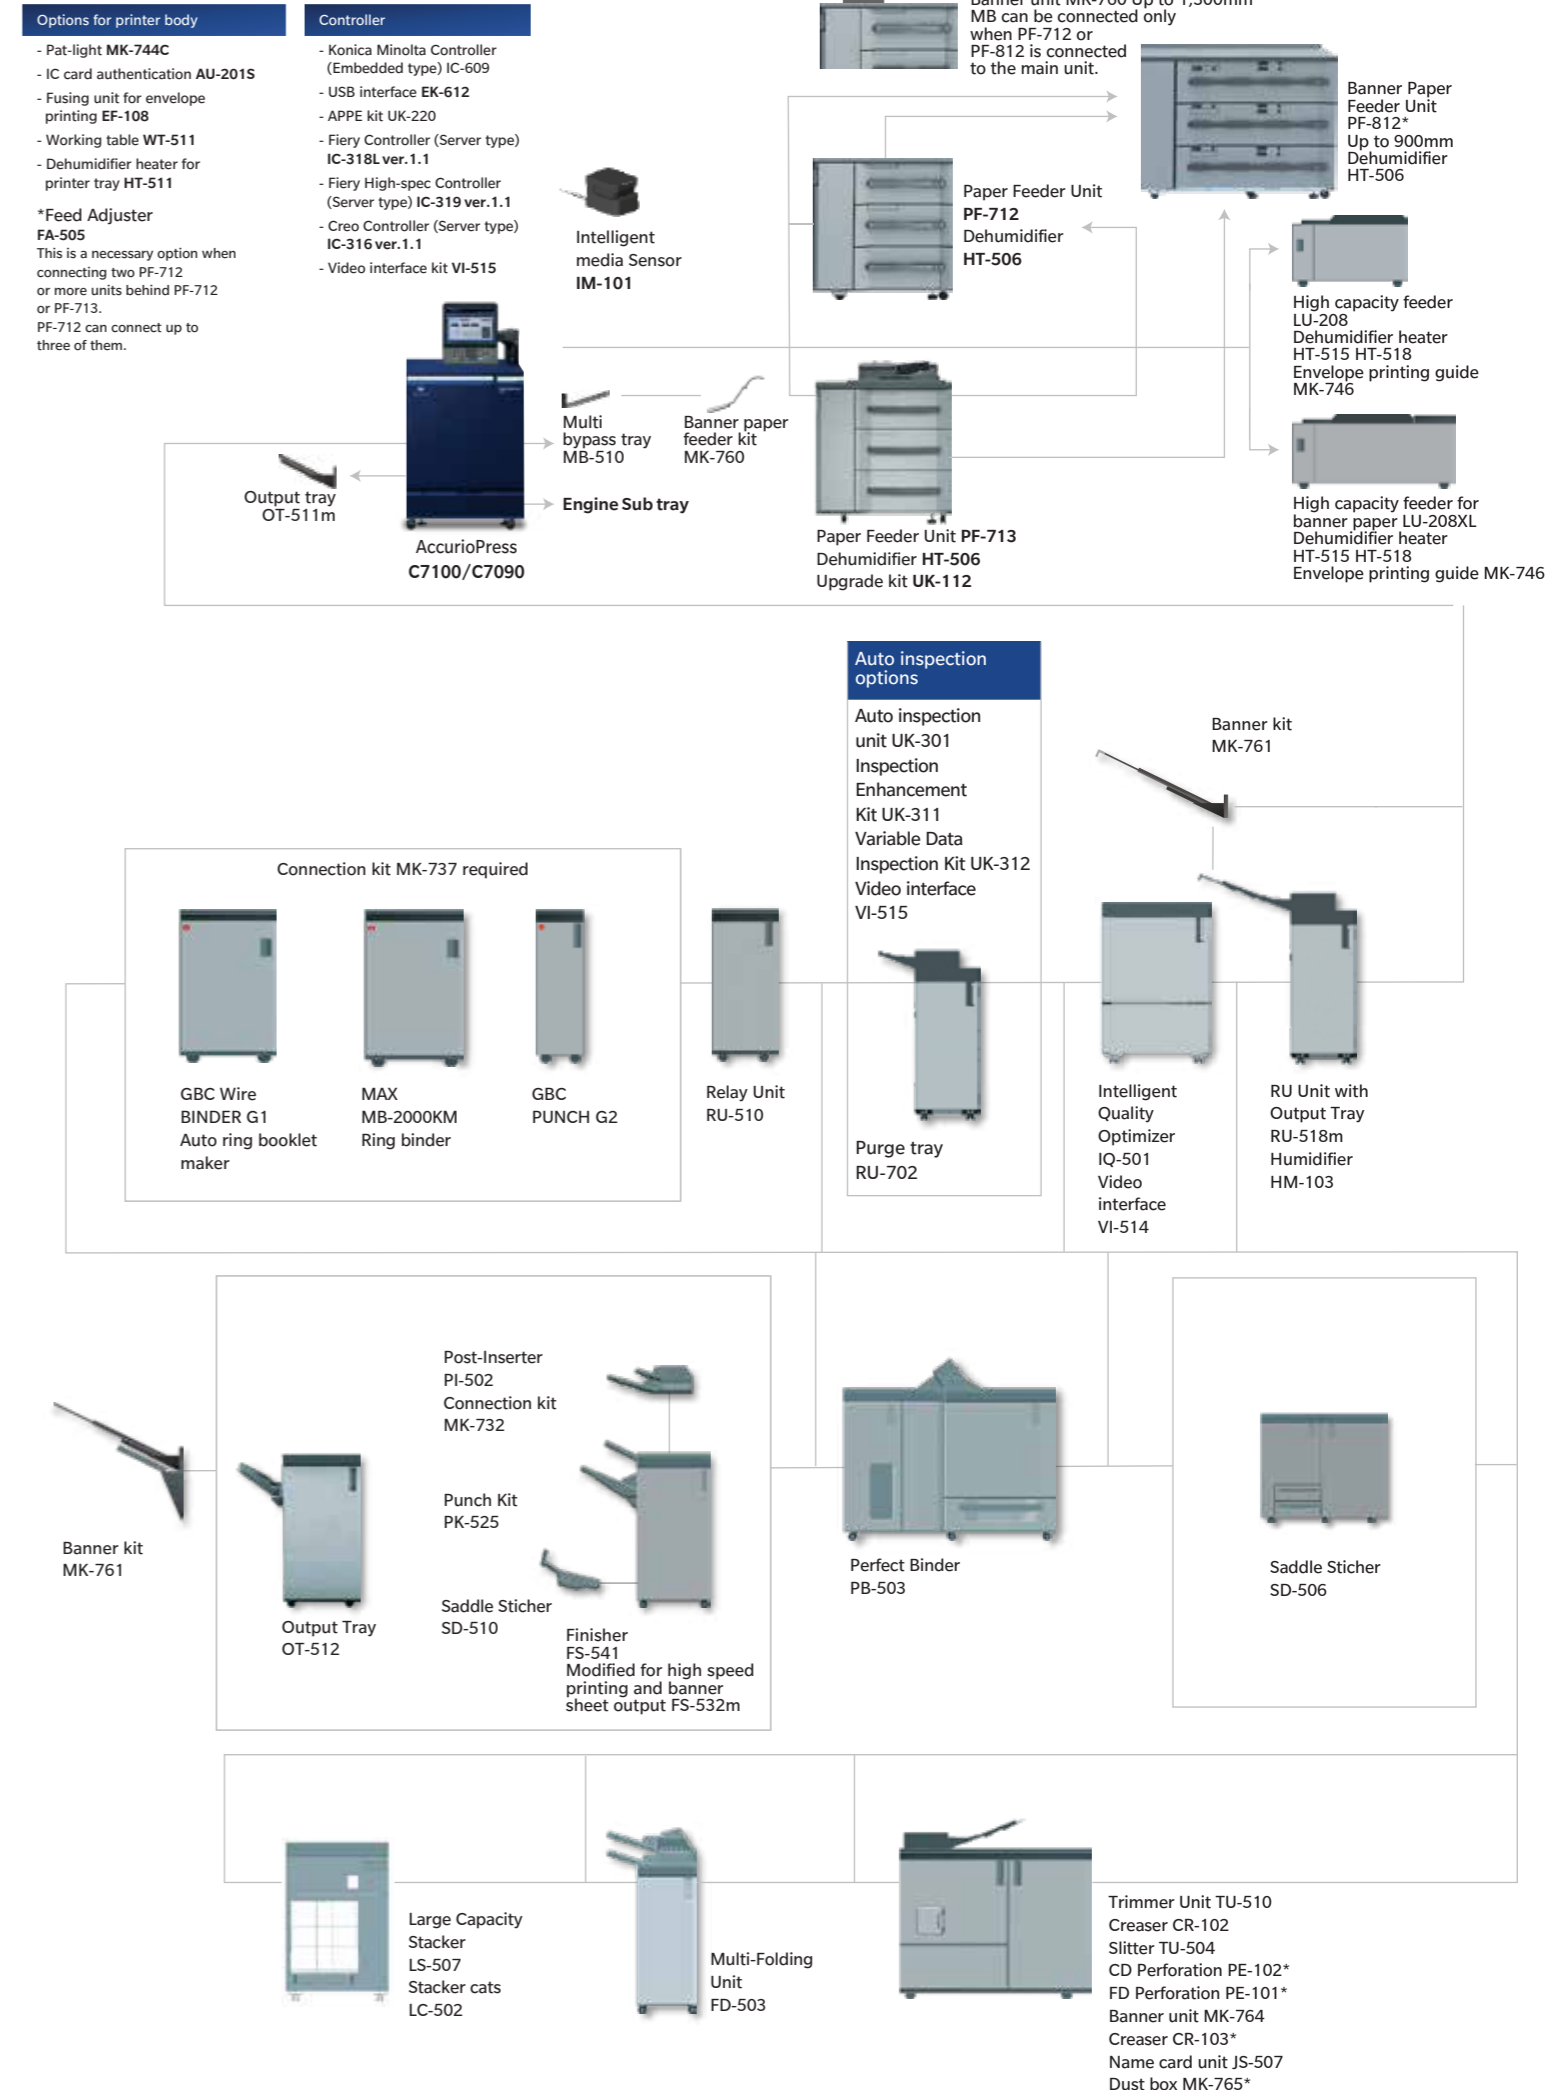 Options for printer body
- Pat-light MK-744C
- IC card authentication AU-201S
- Fusing unit for envelope
printing EF-108
- Working table WT-511
- Dehumidifier heater for
printer tray HT-511
*Feed Adjuster
FA-505
This is a necessary option when
connecting two PF-712
or more units behind PF-712
or PF-713.
PF-712 can connect up to
three of them.
Controller
- Konica Minolta Controller
(Embedded type) IC-609
- USB interface EK-612
- APPE kit UK-220
- Fiery Controller (Server type)
IC-318L ver.1.1
- Fiery High-spec Controller
(Server type) IC-319 ver.1.1
- Creo Controller (Server type)
IC-316 ver.1.1
- Video interface kit VI-515
Intelligent
media Sensor
IM-101
Banner unit MK-760 Up to 1,300mm
MB can be connected only
when PF-712 or
PF-812 is connected
to the main unit.
Banner Paper
Feeder Unit
PF-812*
Up to 900mm
Dehumidifier
HT-506
Paper Feeder Unit
PF-712
Dehumidifier
HT-506
High capacity feeder
LU-208
Dehumidifier heater
HT-515 HT-518
Envelope printing guide
MK-746
Multi
bypass tray
MB-510
Banner paper
feeder kit
MK-760
Output tray
OT-511m
Engine Sub tray
AccurioPress
C7100/C7090
Paper Feeder Unit PF-713
Dehumidifier HT-506
Upgrade kit UK-112
High capacity feeder for
banner paper LU-208XL
Dehumidifier heater
HT-515 HT-518
Envelope printing guide MK-746
Auto inspection
options
Auto inspection
unit UK-301
Inspection
Enhancement
Kit UK-311
Variable Data
Inspection Kit UK-312
Video interface
VI-515
Banner kit
MK-761
Connection kit MK-737 required
GBC Wire
BINDER G1
Auto ring booklet
maker
MAX
MB-2000KM
Ring binder
GBC
PUNCH G2
Relay Unit
RU-510
Purge tray
RU-702
Intelligent
Quality
Optimizer
IQ-501
Video
interface
VI-514
RU Unit with
Output Tray
RU-518m
Humidifier
HM-103
Post-Inserter
PI-502
Connection kit
MK-732
Punch Kit
PK-525
Banner kit
MK-761
Output Tray
OT-512
Saddle Sticher
SD-510
Finisher
FS-541
Modified for high speed
printing and banner
sheet output FS-532m
Perfect Binder
PB-503
Saddle Sticher
SD-506
Large Capacity
Stacker
LS-507
Stacker cats
LC-502
Multi-Folding
Unit
FD-503
Trimmer Unit TU-510
Creaser CR-102
Slitter TU-504
CD Perforation PE-102*
FD Perforation PE-101*
Banner unit MK-764
Creaser CR-103*
Name card unit JS-507
Dust box MK-765*